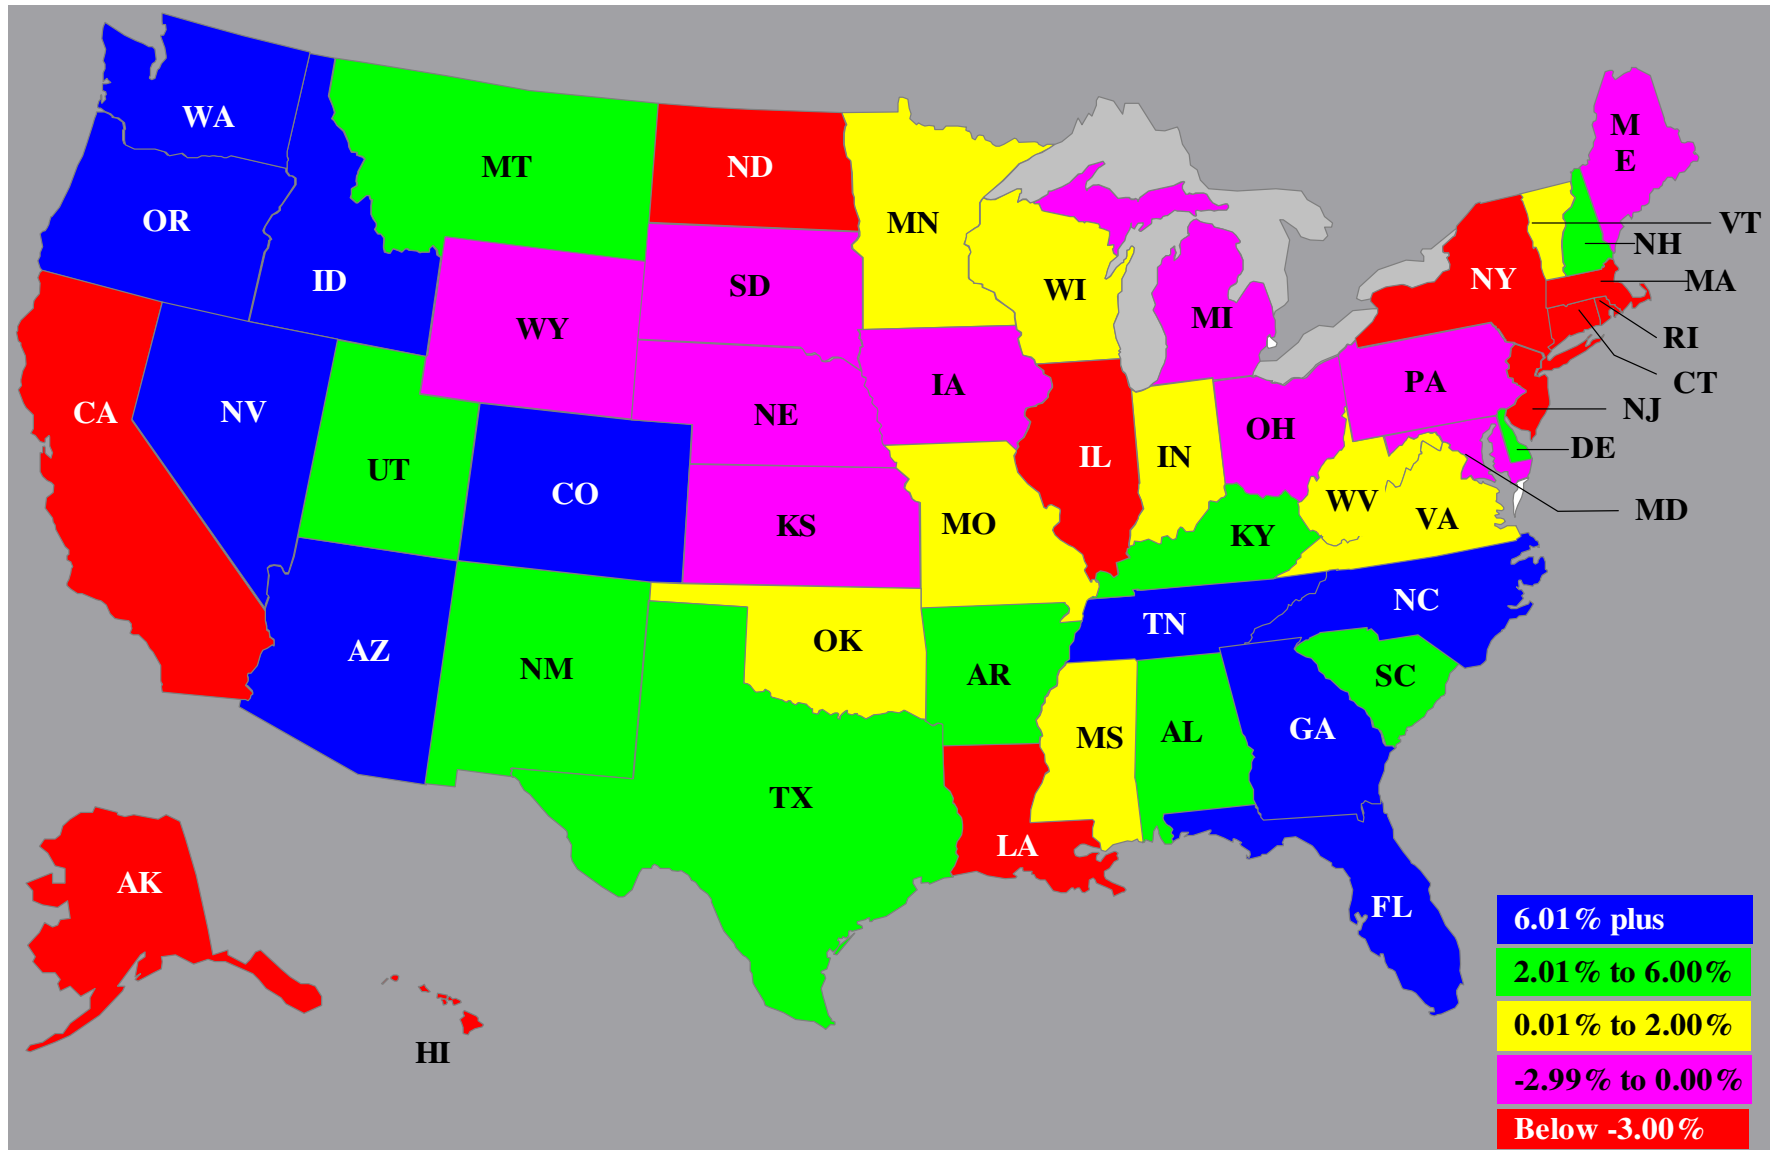 WA
MT
ND
M
E
OR
MN
VT
NH
ID
SD
WI
NY
MA
WY
MI
RI
IA
PA
CT
CA
NV
NE
NJ
OH
UT
IL
IN
DE
CO
KS
MO
WV
VA
MD
KY
NC
TN
AZ
NM
OK
AR
SC
MS
AL
GA
TX
LA
AK
FL
HI
6.01% plus
2.01% to 6.00%
0.01% to 2.00%
-2.99% to 0.00%
Below -3.00%